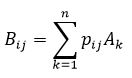 $B_{ij} = \sum_{k=1}^{n} p_{ij} A_k$